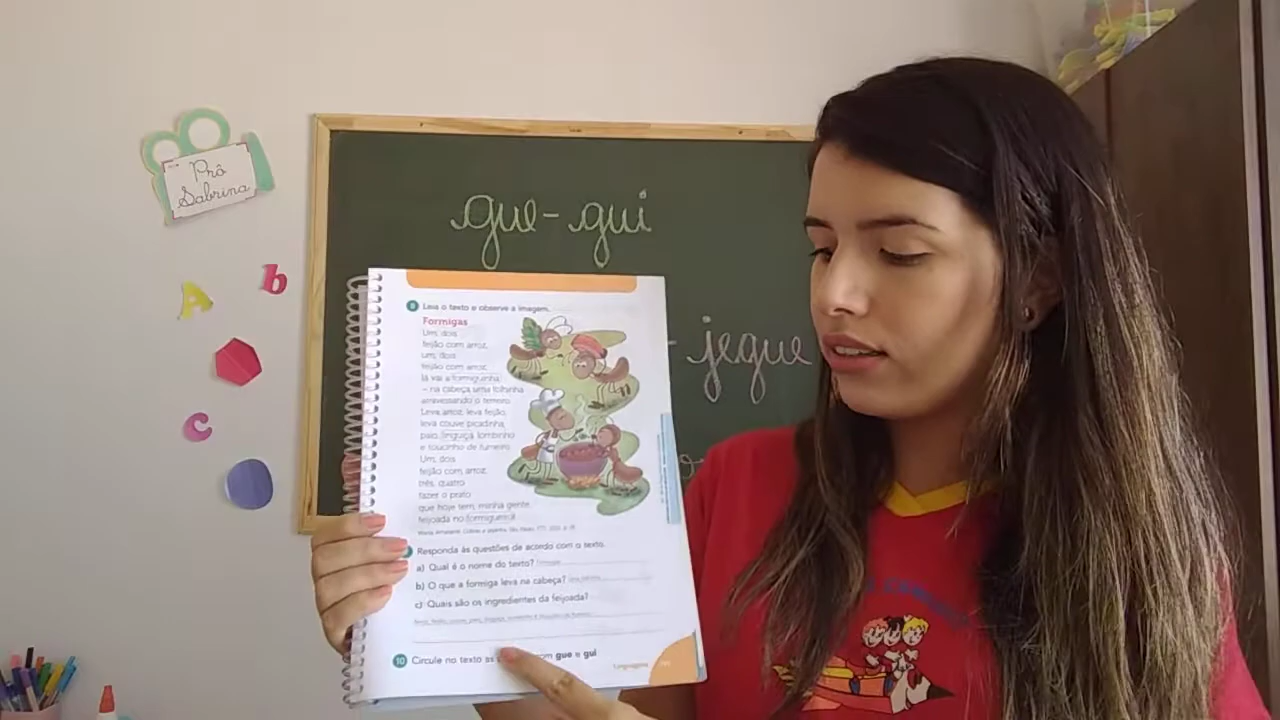 Prô
Sabrina
gue-gui
- jegue
8 Leia o texto e observe a imagem.
Formigas
Um, dois
feijão com arroz,
um, dois
feijão com arroz,
lá vai a formiguinha,
– na cabeça uma folhinha
atravessando o terreiro.
Leva arroz, leva feijão,
leva couve picadinha,
paio, linguiça, lombinho
e toucinho de fumeiro.
Um, dois
feijão com arroz,
três, quatro
fazer o prato
que hoje tem, minha gente,
feijoada no formigueiro!
Responda às questões de acordo com o texto.
a) Qual é o nome do texto?
b) O que a formiga leva na cabeça?
c) Quais são os ingredientes da feijoada?
10 Circule no texto as com gue e gui
Linguagens